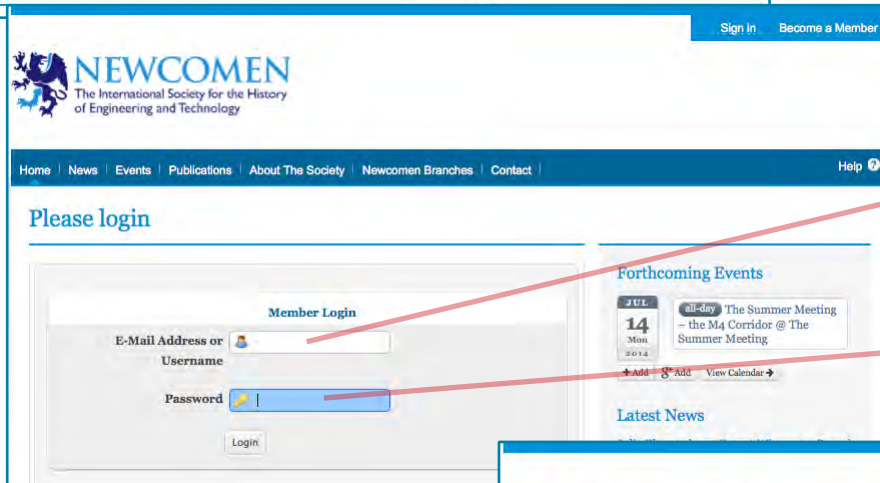 Sign in Become a Member
NEWCOMEN
The International Society for the History
of Engineering and Technology
Home News Events Publications About The Society Newcomen Branches Contact
Help ?
Please login
Member Login
E-Mail Address or
Username
Password
Login
Forthcoming Events
JUL
14
Mon
2014
all-day The Summer Meeting
– the M4 Corridor @ The
Summer Meeting
+ Add g+ Add View Calendar →
Latest News